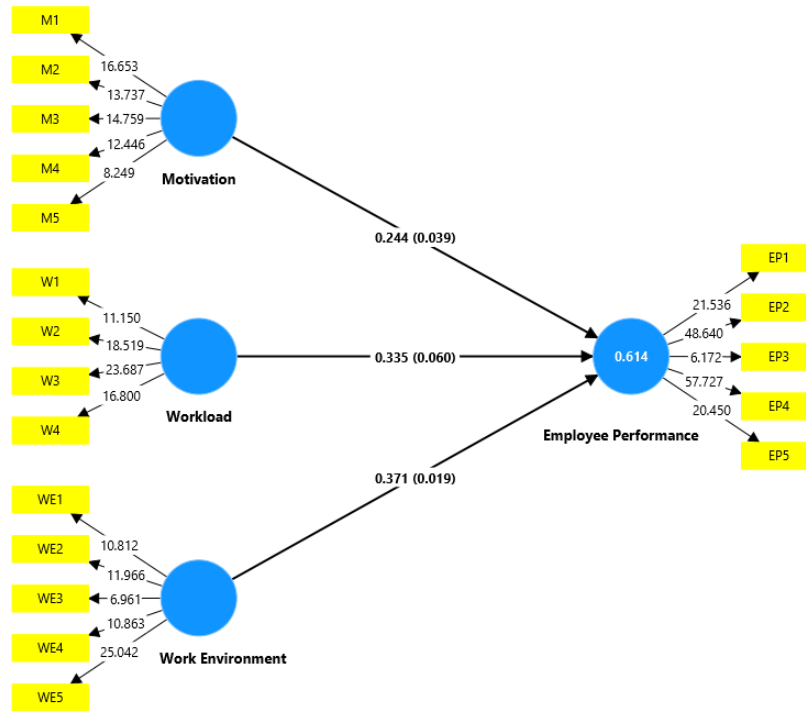 M1
16.653
M2
13.737
M3
14.759
M4
12.446
8.249
M5
Motivation
0.244 (0.039)
W1
11.150
W2
18.519
W3
23.687
W4
16.800
Workload
0.335 (0.060)
WE1
10.812
WE2
11.966
WE3
6.961
WE4
10.863
25.042
WE5
Work Environment
0.371 (0.019)
0.614
Employee Performance
EP1
21.536
EP2
48.640
EP3
6.172
57.727
EP4
20.450
EP5